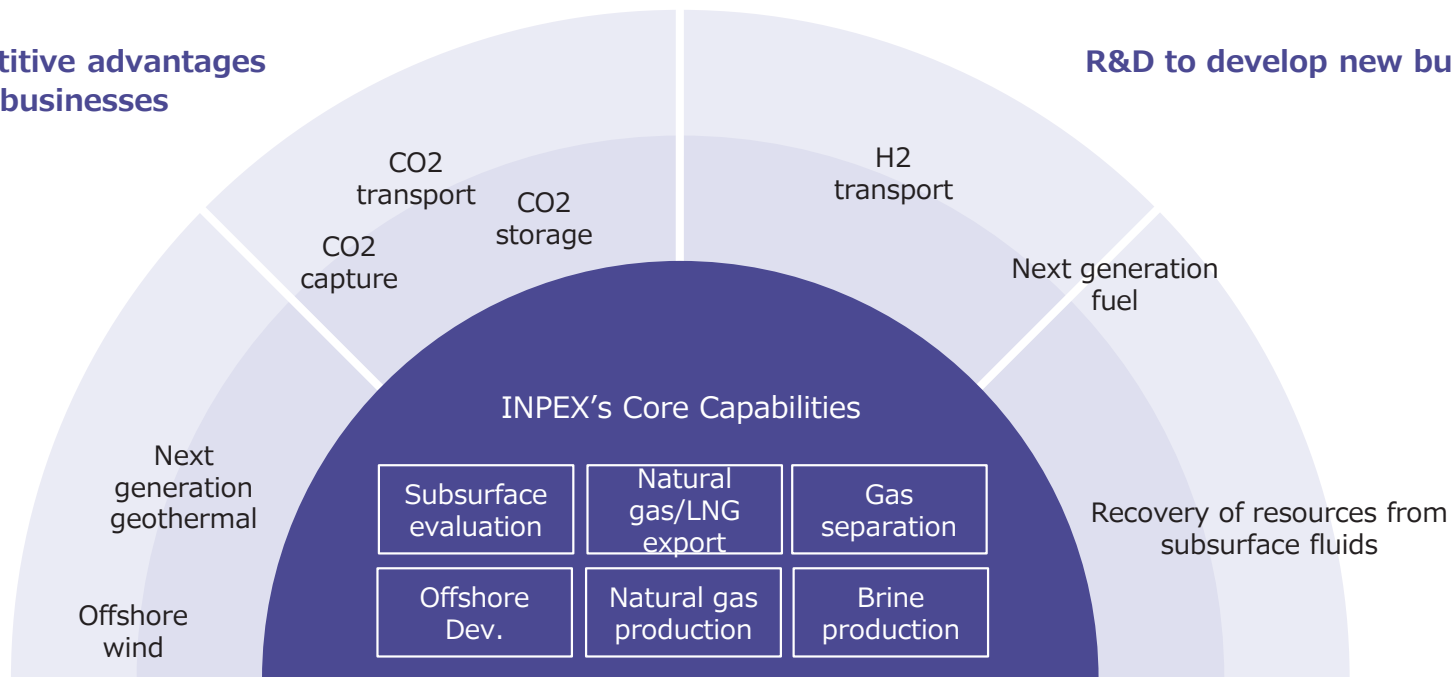 businesses
advantages
R&D to develop new
CO2
transport
CO2
storage
CO2
capture
H2
transport
Next generation
fuel
INPEX’s Core Capabilities
Next
generation
geothermal
Subsurface
evaluation
Natural
gas/LNG
export
Gas
separation
Recovery of resources from
subsurface fluids
Offshore
wind
Offshore
Dev.
Natural gas
production
Brine
production